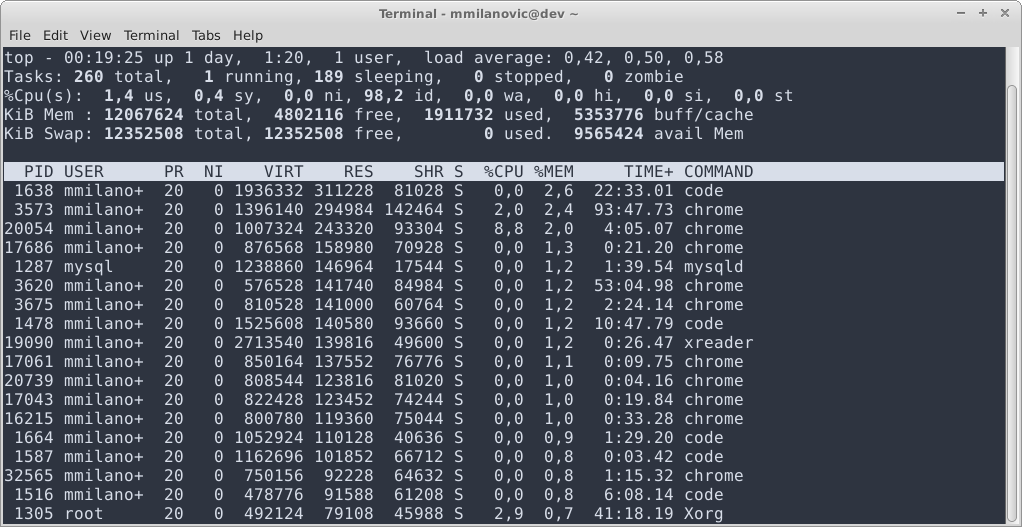 Terminal - mmilanovic@dev ~
File Edit View Terminal Tabs Help
top - 00:19:25 up 1 day,  1:20,  1 user,  load average: 0,42, 0,50, 0,58
Tasks: 260 total,   1 running, 189 sleeping,   0 stopped,   0 zombie
%Cpu(s):  1,4 us,  0,4 sy,  0,0 ni, 98,2 id,  0,0 wa,  0,0 hi,  0,0 si,  0,0 st
KiB Mem : 12067624 total,  4802116 free,  1911732 used,  5353776 buff/cache
KiB Swap: 12352508 total, 12352508 free,        0 used.  9565424 avail Mem
  PID USER      PR  NI    VIRT    RES    SHR S  %CPU %MEM     TIME+ COMMAND
 1638 mmilano+  20   0 1936332 311228  81028 S   0,0  2,6  22:33.01 code
 3573 mmilano+  20   0 1396140 294984 142464 S   2,0  2,4  93:47.73 chrome
20054 mmilano+  20   0 1007324 243320  93304 S   8,8  2,0   4:05.07 chrome
17686 mmilano+  20   0  876568 158980  70928 S   0,0  1,3   0:21.20 chrome
 1287 mysql     20   0 1238860 146964  17544 S   0,0  1,2   1:39.54 mysqld
 3620 mmilano+  20   0  576528 141740  84984 S   0,0  1,2  53:04.98 chrome
 3675 mmilano+  20   0  810528 141000  60764 S   0,0  1,2   2:24.14 chrome
 1478 mmilano+  20   0 1525608 140580  93660 S   0,0  1,2  10:47.79 code
19090 mmilano+  20   0 2713540 139816  49600 S   0,0  1,2   0:26.47 xreader
17061 mmilano+  20   0  850164 137552  76776 S   0,0  1,1   0:09.75 chrome
20739 mmilano+  20   0  808544 123816  81020 S   0,0  1,0   0:04.16 chrome
17043 mmilano+  20   0  822428 123452  74244 S   0,0  1,0   0:19.84 chrome
16215 mmilano+  20   0  800780 119360  75044 S   0,0  1,0   0:33.28 chrome
 1664 mmilano+  20   0 1052924 110128  40636 S   0,0  0,9   1:29.20 code
 1587 mmilano+  20   0 1162696 101852  66712 S   0,0  0,8   0:03.42 code
32565 mmilano+  20   0  750156  92228  64632 S   0,0  0,8   1:15.32 chrome
 1516 mmilano+  20   0  478776  91588  61208 S   0,0  0,8   6:08.14 code
 1305 root      20   0  492124  79108  45988 S   2,9  0,7  41:18.19 Xorg